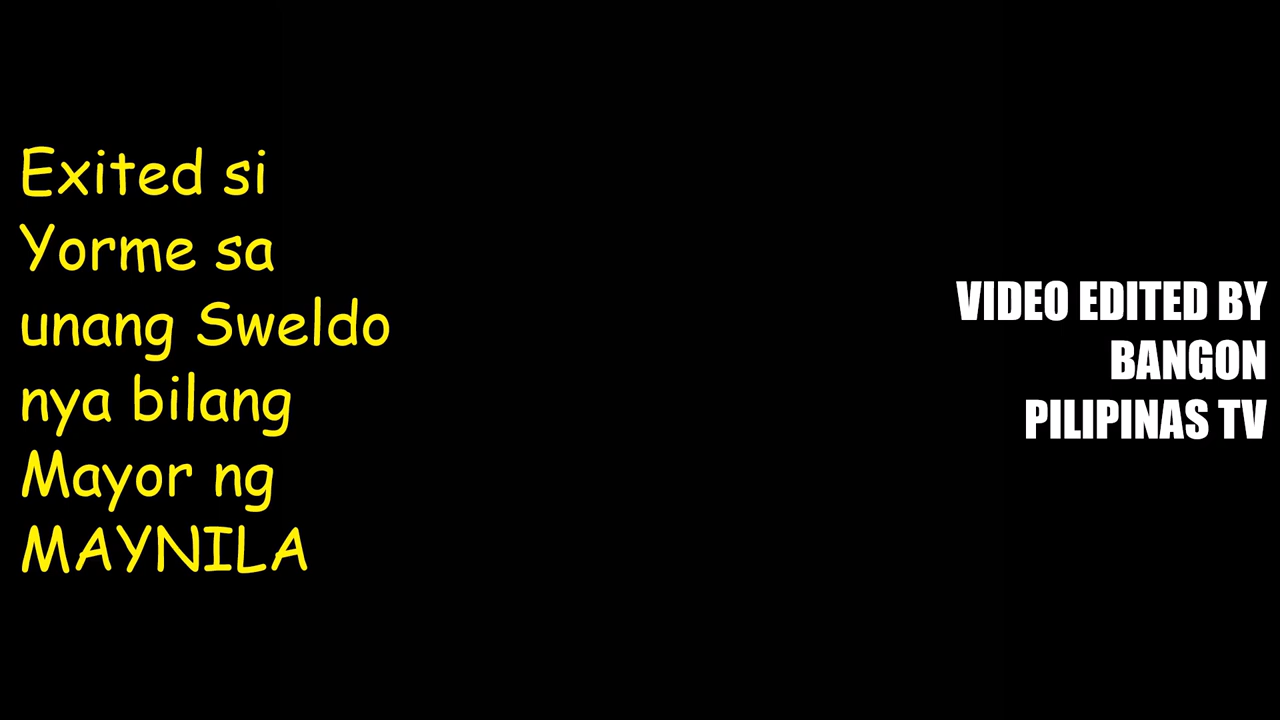 Exited si
Yorme sa
unang Sweldo
nya bilang
Mayor ng
MAYNILA
VIDEO EDITED BY
BANGON
PILIPINAS TV